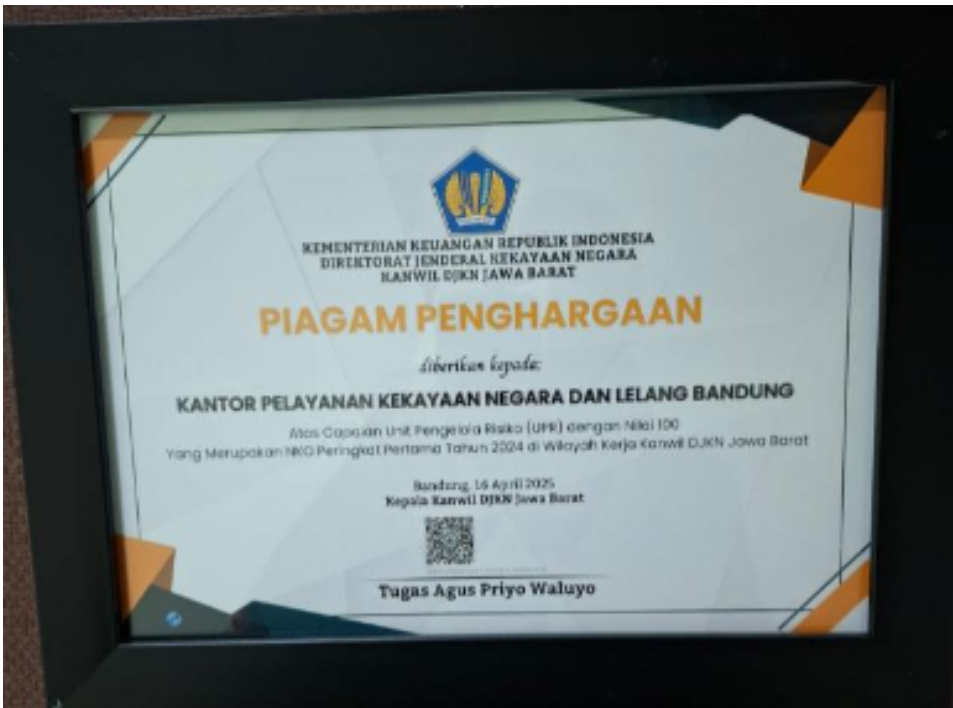 KEMENTERIAN KEUANGAN REPUBLIK INDONESIA
DIREKTORAT JENDERAL KEKAYAAN NEGARA
KANWIL DJKN JAWA BARAT
PIAGAM PENGHARGAAN
diberikan kepada:
KANTOR PELAYANAN KEKAYAAN NEGARA DAN LELANG BANDUNG
Atas Capaian Unit Pengelola Risiko (UPR) dengan Nilai 100
Yang Merupakan NKO Peringkat Pertama Tahun 2024 di Wilayah Kerja Kanwil DJKN Jawa Barat
Bandung, 16 April 2025
Kepala Kanwil DJKN Jawa Barat
Tugas Agus Priyo Waluyo